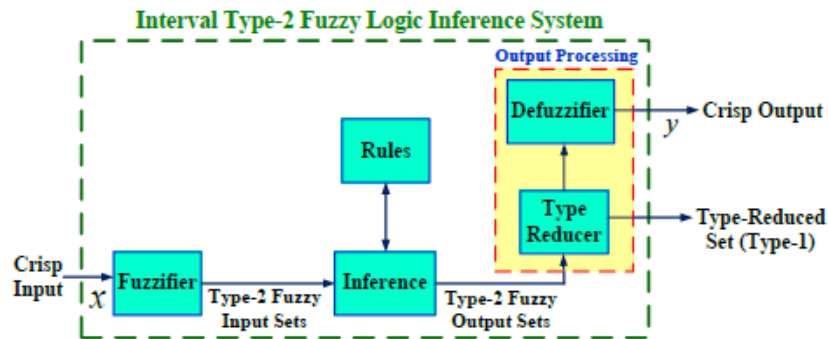 Interval Type-2 Fuzzy Logic Inference System
Output Processing
Defuzzifier
y
Crisp Output
Rules
Type
Reducer
Type-Reduced
Set (Type-1)
Crisp
Input
x
Fuzzifier
Type-2 Fuzzy
Input Sets
Inference
Type-2 Fuzzy
Output Sets